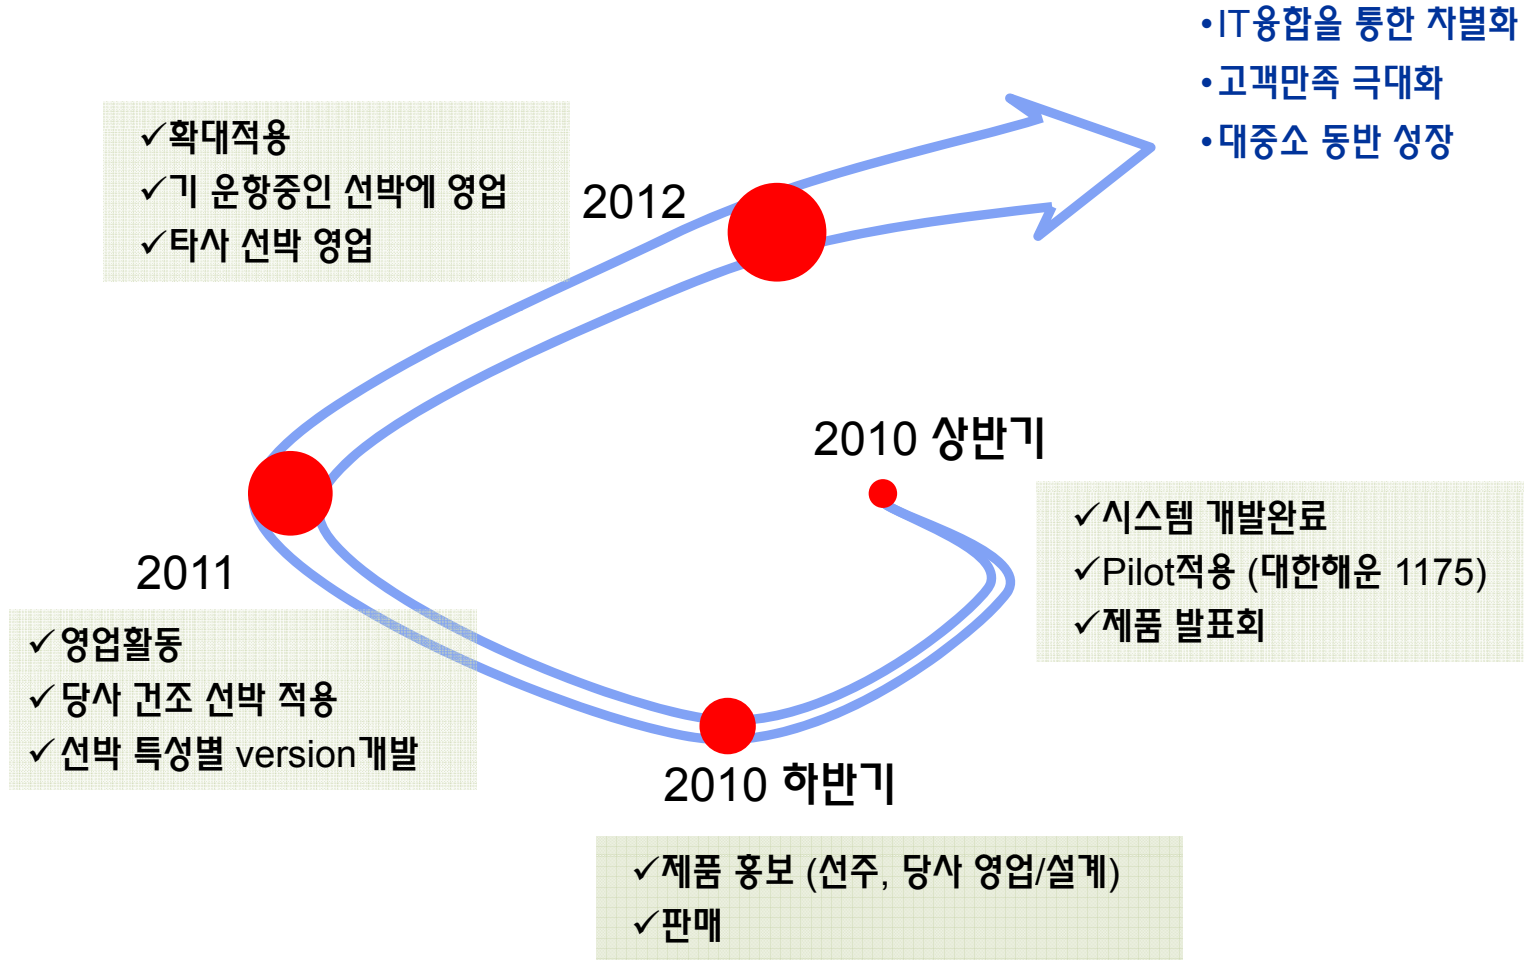 •IT융합을 통한 차별화
•고객만족 극대화
•대중소 동반 성장
✓확대적용
✓기 운항중인 선박에 영업
✓타사 선박 영업
2012
2010 상반기
✓시스템 개발완료
✓Pilot적용 (대한해운 1175)
✓제품 발표회
2011
✓영업활동
✓당사 건조 선박 적용
✓선박 특성별 version개발
2010 하반기
✓제품 홍보 (선주, 당사 영업/설계)
✓판매